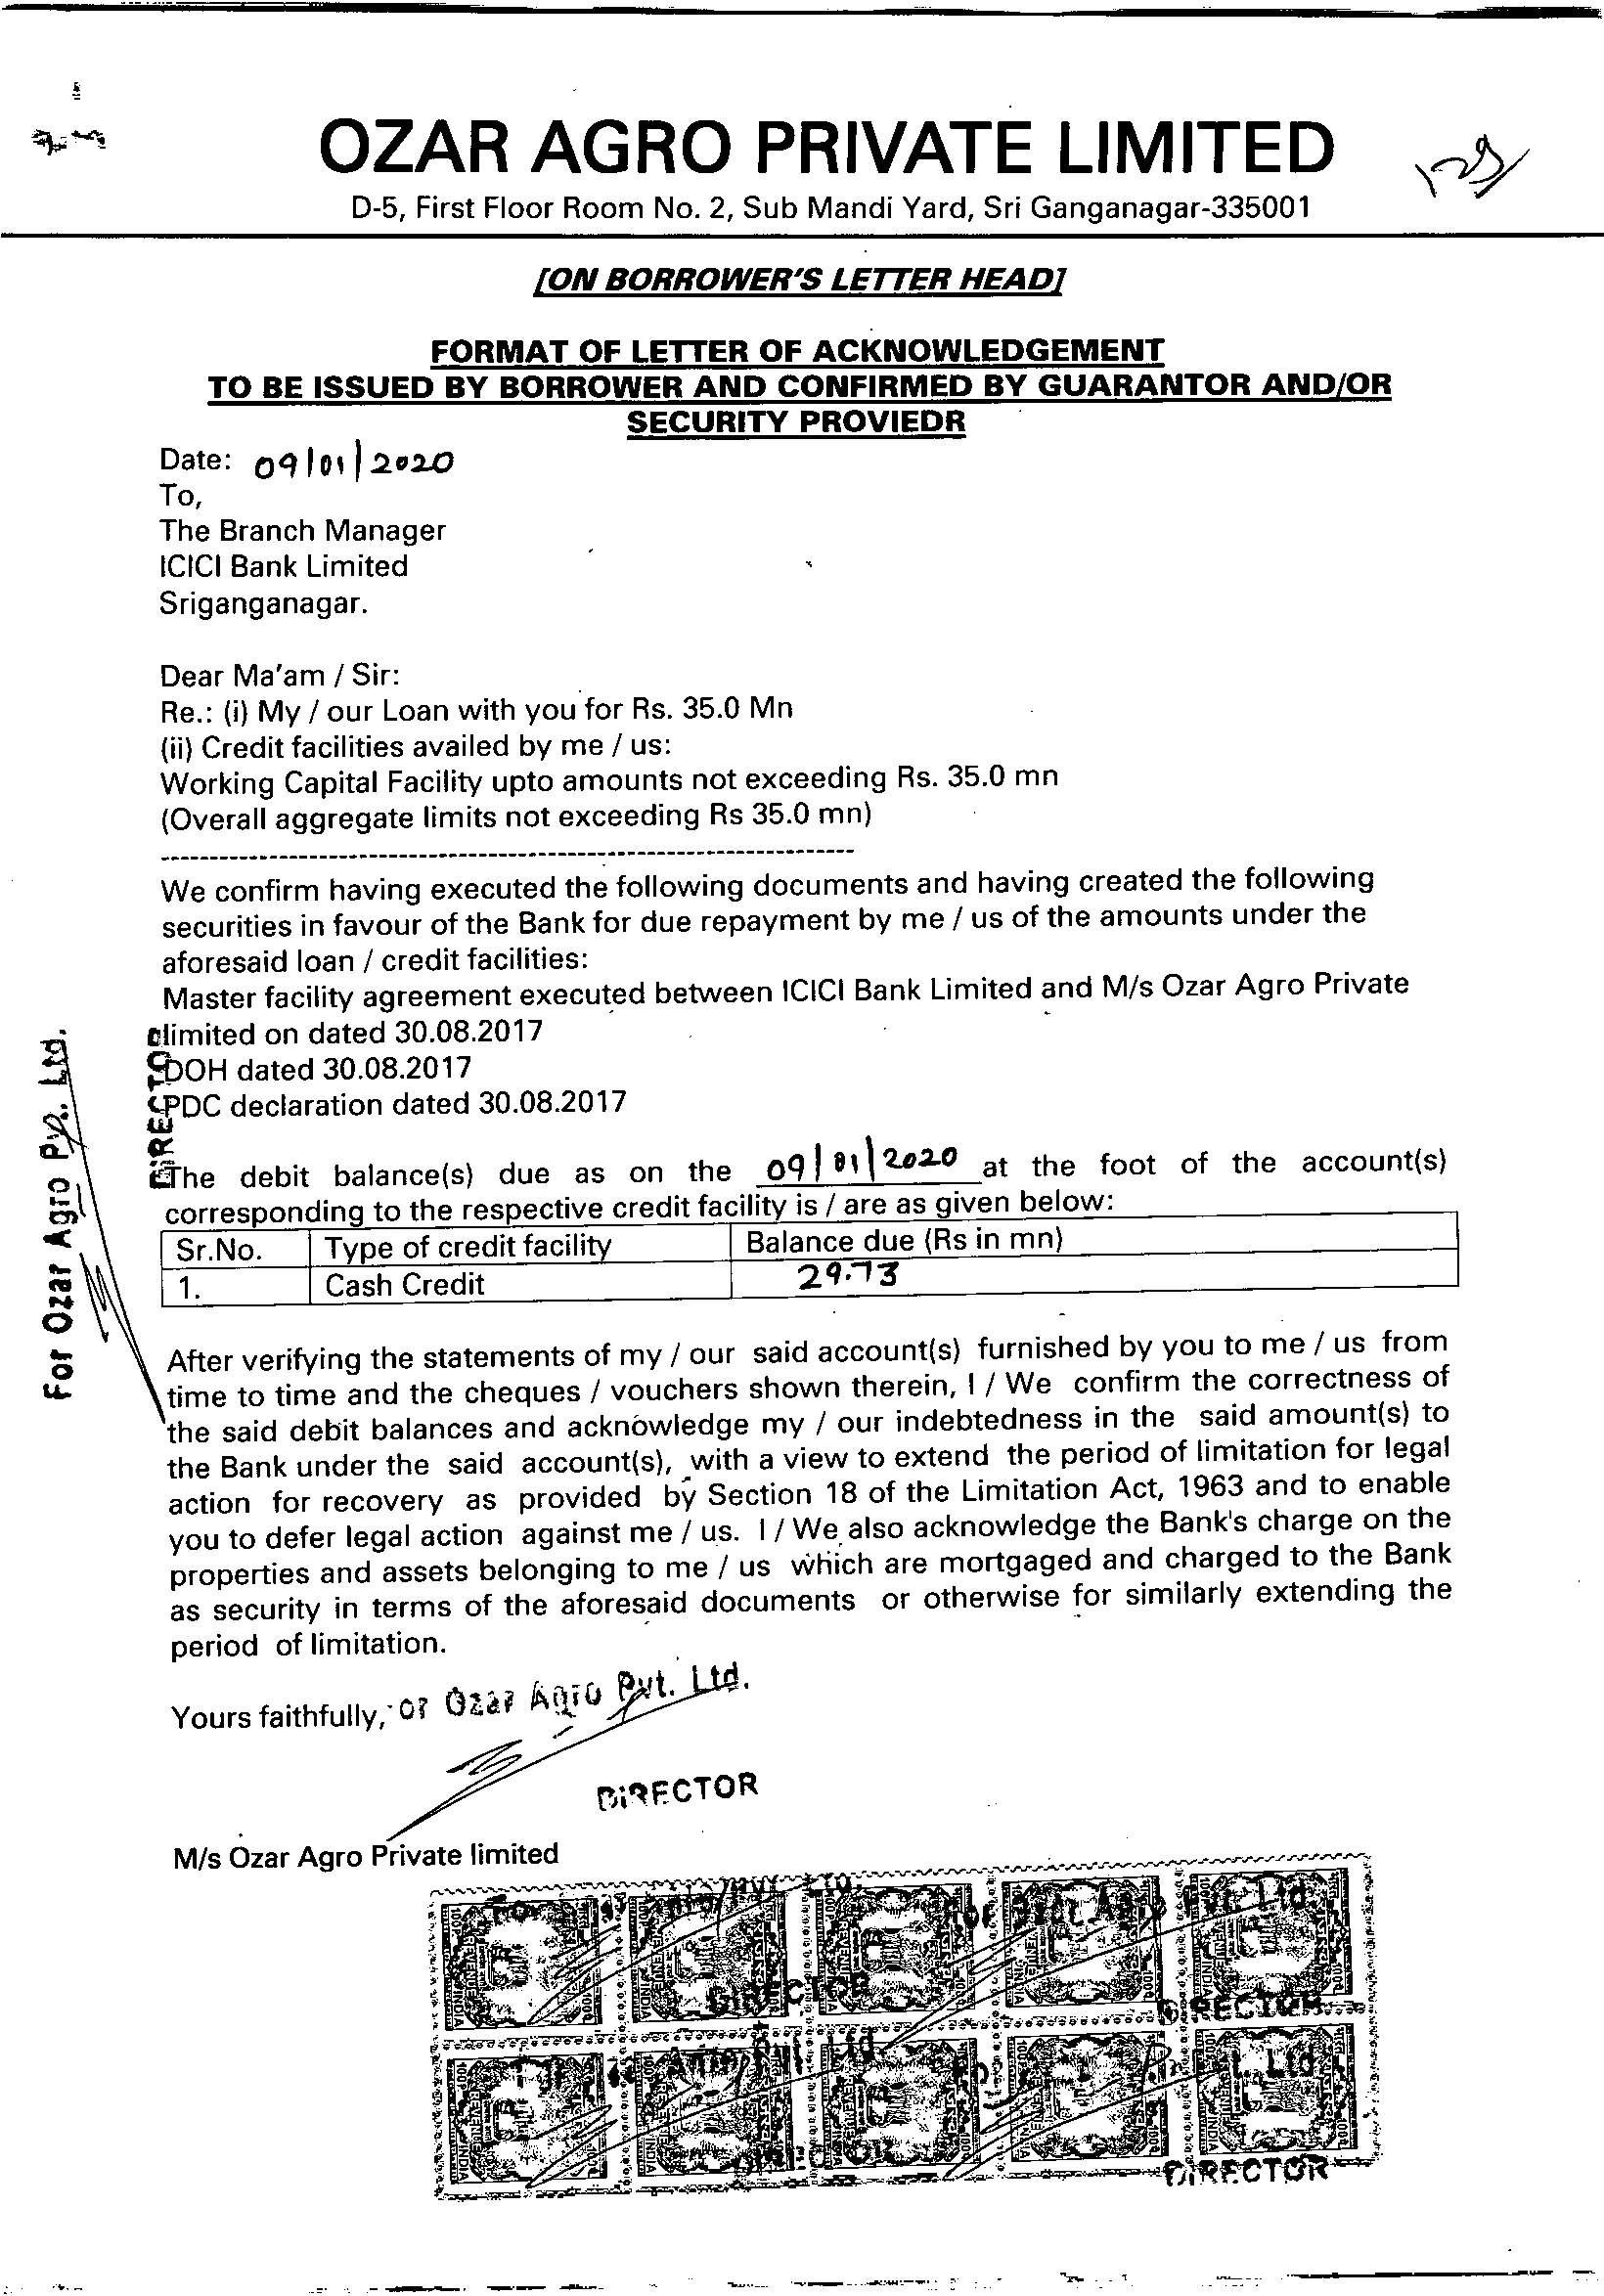 OZAR AGRO PRIVATE LIMITED
D-5, First Floor Room No. 2, Sub Mandi Yard, Sri Ganganagar-335001
[ON BORROWER'S LETTER HEAD]
FORMAT OF LETTER OF ACKNOWLEDGEMENT
TO BE ISSUED BY BORROWER AND CONFIRMED BY GUARANTOR AND/OR
SECURITY PROVIEDR
Date: 09/01/2020
To,
The Branch Manager
ICICI Bank Limited
Sriganganagar.
Dear Ma'am / Sir:
Re.: (i) My / our Loan with you for Rs. 35.0 Mn
(ii) Credit facilities availed by me / us:
Working Capital Facility upto amounts not exceeding Rs. 35.0 mn
(Overall aggregate limits not exceeding Rs 35.0 mn)
-----------------------------------------------------------------------
We confirm having executed the following documents and having created the following
securities in favour of the Bank for due repayment by me / us of the amounts under the
aforesaid loan / credit facilities:
Master facility agreement executed between ICICI Bank Limited and M/s Ozar Agro Private
limited on dated 30.08.2017
DOH dated 30.08.2017
PDC declaration dated 30.08.2017
For Ozar Agro Pvt. Ltd.
DIRECTOR
The debit balance(s) due as on the 09/01/2020 at the foot of the account(s)
corresponding to the respective credit facility is / are as given below:
Sr.No. Type of credit facility Balance due (Rs in mn)
1. Cash Credit 29.73
After verifying the statements of my / our said account(s) furnished by you to me / us from
time to time and the cheques / vouchers shown therein, I / We confirm the correctness of
the said debit balances and acknowledge my / our indebtedness in the said amount(s) to
the Bank under the said account(s), with a view to extend the period of limitation for legal
action for recovery as provided by Section 18 of the Limitation Act, 1963 and to enable
you to defer legal action against me / us. I / We also acknowledge the Bank's charge on the
properties and assets belonging to me / us which are mortgaged and charged to the Bank
as security in terms of the aforesaid documents or otherwise for similarly extending the
period of limitation.
Yours faithfully, or Ozar Agro Pvt. Ltd.
DIRECTOR
M/s Ozar Agro Private limited
DIRECTOR
DIRECTOR
DIRECTOR